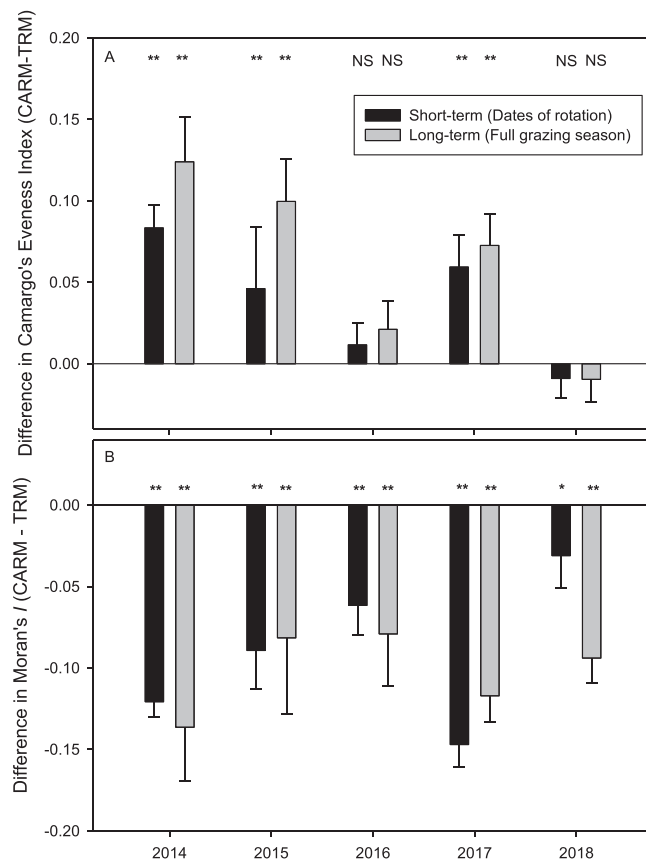 Difference in Camargo's Eveness Index (CARM-TRM)
0.20
0.15
0.10
0.05
0.00
A
** ** ** ** NS NS ** ** NS NS
Short-term (Dates of rotation)
Long-term (Full grazing season)
Difference in Moran's I (CARM - TRM)
0.00
-0.05
-0.10
-0.15
-0.20
B
** ** ** ** ** ** ** ** * **
2014 2015 2016 2017 2018